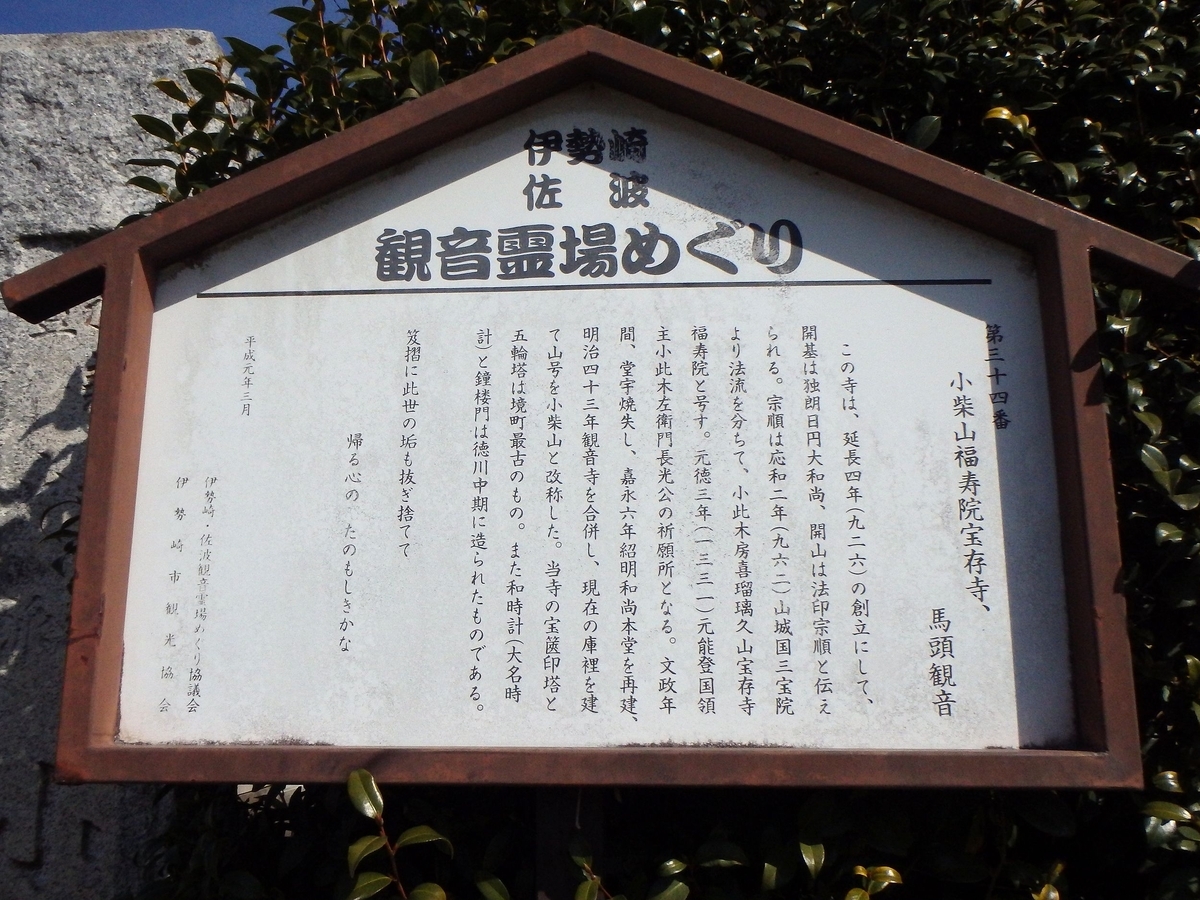 伊勢崎
佐波
観音霊場めぐり
第三十四番
小柴山福寿院宝存寺、
馬頭観音
この寺は、延長四年(九二六)の創立にして、
開基は独朗日円大和尚、開山は法印宗順と伝え
られる。宗順は応和二年(九六二)山城国三宝院
より法流を分ちて、小此木房喜瑠璃久山宝存寺
福寿院と号す。元徳三年(一三三一)元能登国領
主小此木左衛門長光公の祈願所となる。文政年
間、堂宇焼失し、嘉永六年紹明和尚本堂を再建、
明治四十三年観音寺を合併し、現在の庫裡を建
て山号を小柴山と改称した。当寺の宝篋印塔と
五輪塔は境町最古のもの。また和時計(大名時
計)と鐘楼門は徳川中期に造られたものである。
笈摺に此世の垢も抜ぎ捨てて
帰る心の たのもしきかな
平成元年三月
伊勢崎・佐波観音霊場めぐり協議会
伊勢崎市観光協会